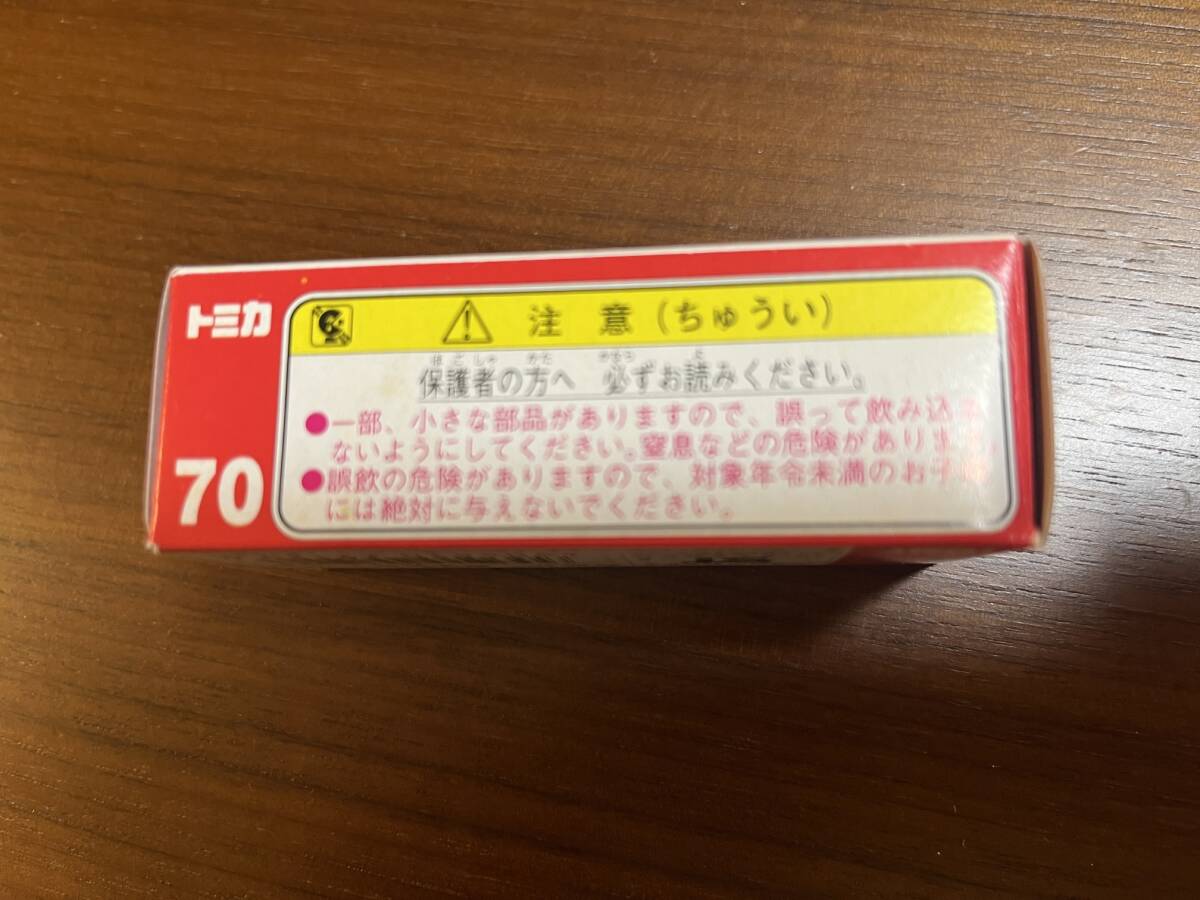 トミカ
70
注 意 (ちゅうい)
保護者の方へ 必ずお読みください。
●一部、小さな部品がありますので、誤って飲み込ま
ないようにしてください。窒息などの危険があります。
●誤飲の危険がありますので、対象年令未満のお子様
には絶対に与えないでください。